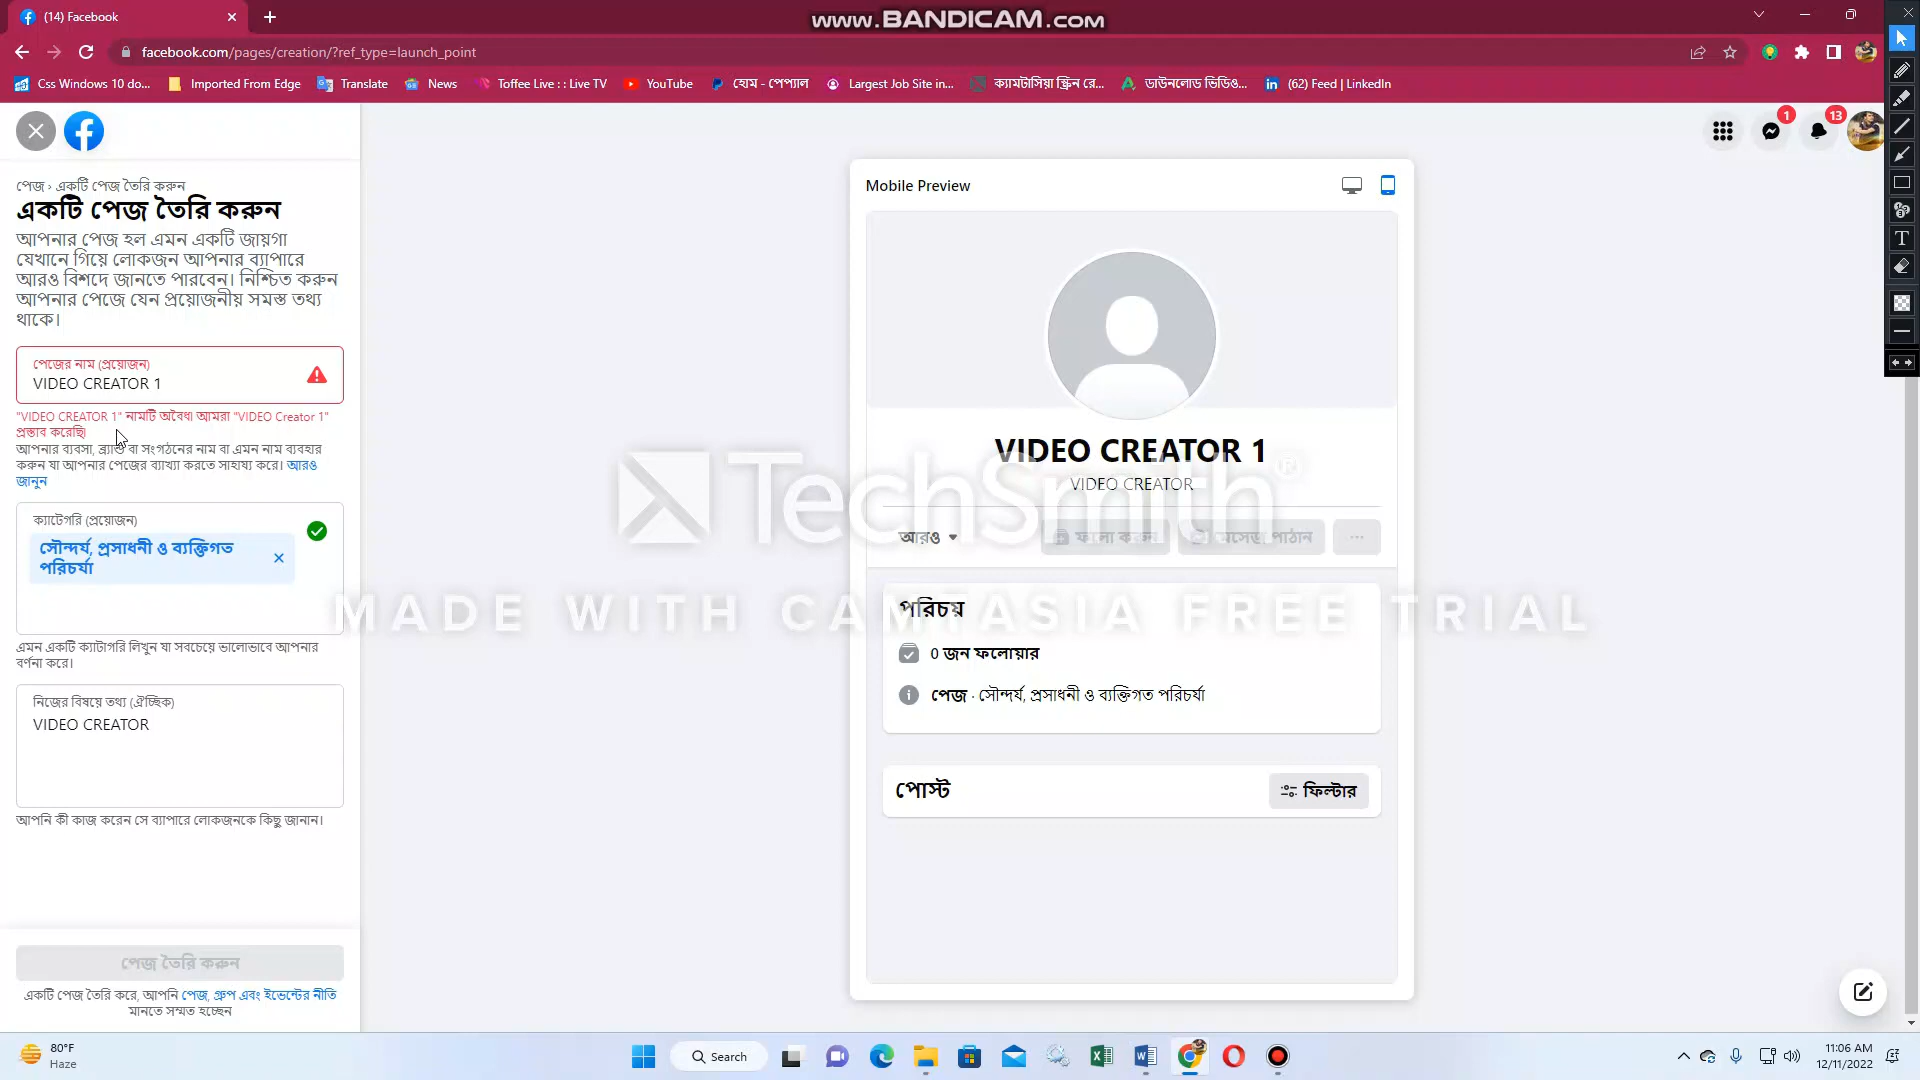 (14) Facebook
www.BANDICAM.com
facebook.com/pages/creation/?ref_type=launch_point
Css Windows 10 do...
Imported From Edge
Translate
News
Toffee Live : : Live TV
YouTube
হোম - পেপ্যাল
Largest Job Site in...
ক্যামটাসিয়া স্ক্রিন রে...
ডাউনলোড ভিডিও...
(62) Feed | LinkedIn
1
13
পেজ › একটি পেজ তৈরি করুন
একটি পেজ তৈরি করুন
আপনার পেজ হল এমন একটি জায়গা
যেখানে গিয়ে লোকজন আপনার ব্যাপারে
আরও বিশদে জানতে পারবেন। নিশ্চিত করুন
আপনার পেজে যেন প্রয়োজনীয় সমস্ত তথ্য
থাকে।
পেজের নাম (প্রয়োজন)
VIDEO CREATOR 1
"VIDEO CREATOR 1" নামটি অবৈধ। আমরা "VIDEO Creator 1"
প্রস্তাব করেছি।
আপনার ব্যবসা, ব্র্যান্ড বা সংগঠনের নাম বা এমন নাম ব্যবহার
করুন যা আপনার পেজের ব্যাখ্যা করতে সাহায্য করে। আরও
জানুন
ক্যাটেগরি (প্রয়োজন)
সৌন্দর্য, প্রসাধনী ও ব্যক্তিগত
পরিচর্যা
এমন একটি ক্যাটাগরি লিখুন যা সবচেয়ে ভালোভাবে আপনার
বর্ণনা করে।
নিজের বিষয়ে তথ্য (ঐচ্ছিক)
VIDEO CREATOR
আপনি কী কাজ করেন সে ব্যাপারে লোকজনকে কিছু জানান।
পেজ তৈরি করুন
একটি পেজ তৈরি করে, আপনি পেজ, গ্রুপ এবং ইভেন্টের নীতি
মানতে সম্মত হচ্ছেন
Mobile Preview
VIDEO CREATOR 1
VIDEO CREATOR
TechSmith®
আরও
ফলো করুন
মেসেজ পাঠান
MADE WITH CAMTASIA FREE TRIAL
পরিচয়
0 জন ফলোয়ার
পেজ · সৌন্দর্য, প্রসাধনী ও ব্যক্তিগত পরিচর্যা
পোস্ট
ফিল্টার
80°F
Haze
Search
11:06 AM
12/11/2022